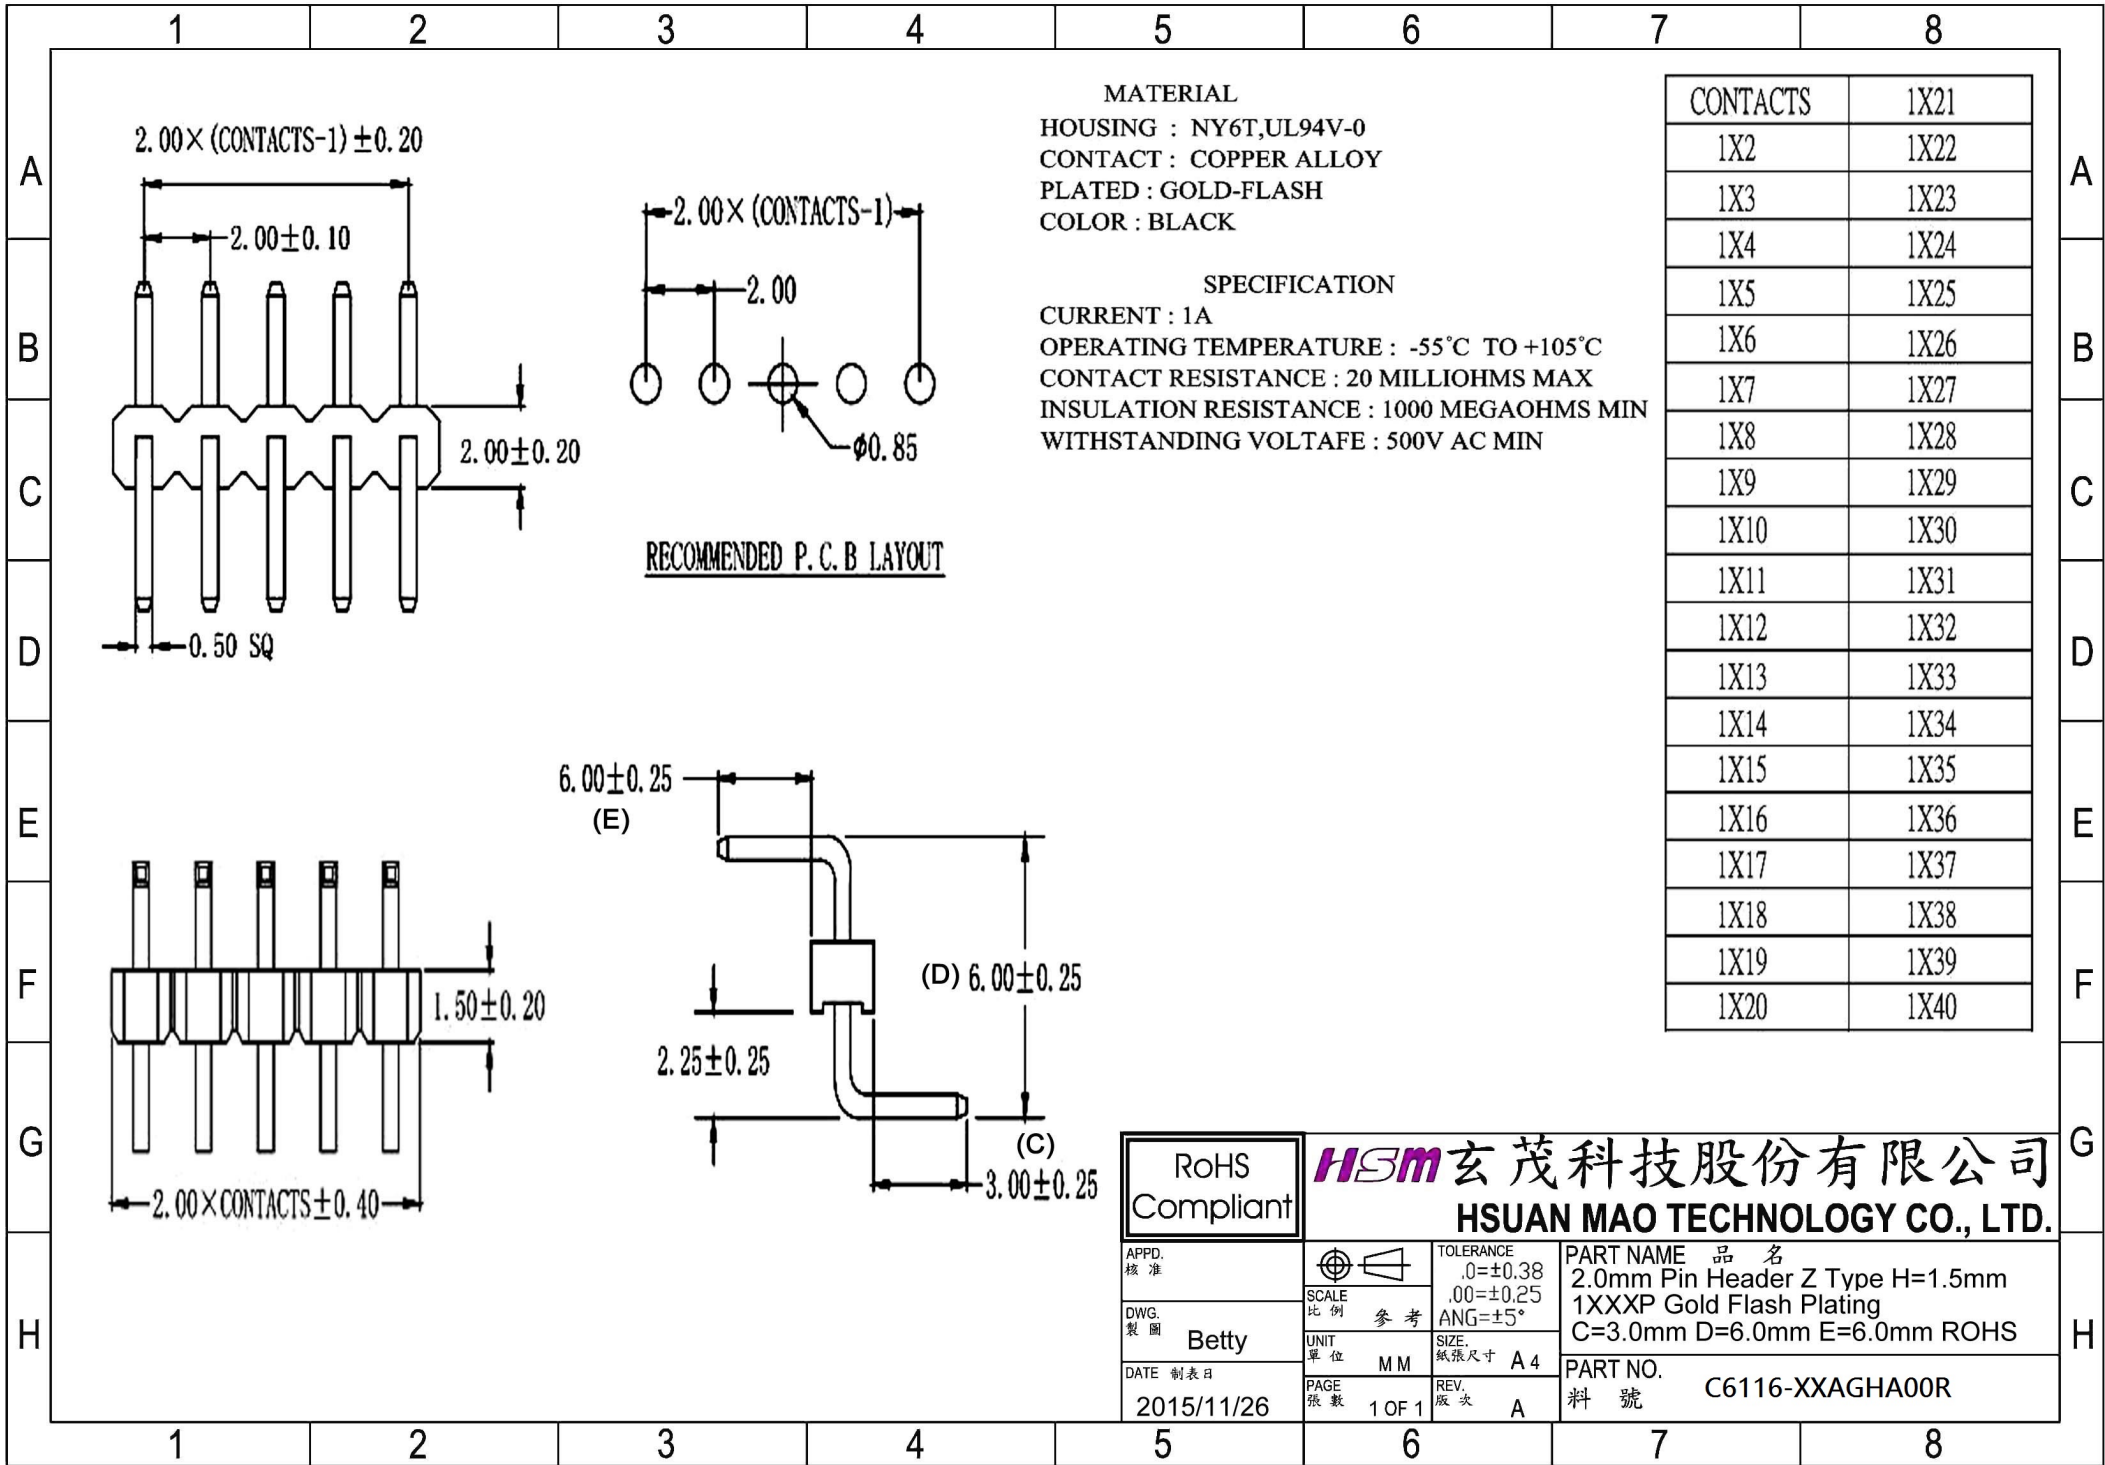 1 2 3 4 5 6 7 8
A
B
C
D
E
F
G
H
2.00×(CONTACTS-1)±0.20
2.00±0.10
2.00±0.20
0.50 SQ
2.00×(CONTACTS-1)
2.00
φ0.85
RECOMMENDED P.C.B LAYOUT
MATERIAL
HOUSING : NY6T,UL94V-0
CONTACT : COPPER ALLOY
PLATED : GOLD-FLASH
COLOR : BLACK
SPECIFICATION
CURRENT : 1A
OPERATING TEMPERATURE : -55°C TO +105°C
CONTACT RESISTANCE : 20 MILLIOHMS MAX
INSULATION RESISTANCE : 1000 MEGAOHMS MIN
WITHSTANDING VOLTAFE : 500V AC MIN
CONTACTS 1X21
1X2 1X22
1X3 1X23
1X4 1X24
1X5 1X25
1X6 1X26
1X7 1X27
1X8 1X28
1X9 1X29
1X10 1X30
1X11 1X31
1X12 1X32
1X13 1X33
1X14 1X34
1X15 1X35
1X16 1X36
1X17 1X37
1X18 1X38
1X19 1X39
1X20 1X40
1.50±0.20
2.00×CONTACTS±0.40
6.00±0.25
(E)
(D) 6.00±0.25
2.25±0.25
(C)
3.00±0.25
RoHS
Compliant
HSM 玄茂科技股份有限公司
HSUAN MAO TECHNOLOGY CO., LTD.
APPD.
核 准
DWG.
製 圖 Betty
DATE 制表日
2015/11/26
SCALE
比 例 參 考
UNIT
單 位 MM
PAGE
張 數 1 OF 1
TOLERANCE
.0=±0.38
.00=±0.25
ANG=±5°
SIZE.
紙張尺寸 A4
REV.
版 次 A
PART NAME 品 名
2.0mm Pin Header Z Type H=1.5mm
1XXXP Gold Flash Plating
C=3.0mm D=6.0mm E=6.0mm ROHS
PART NO.
料 號 C6116-XXAGHA00R
A
B
C
D
E
F
G
H
1 2 3 4 5 6 7 8